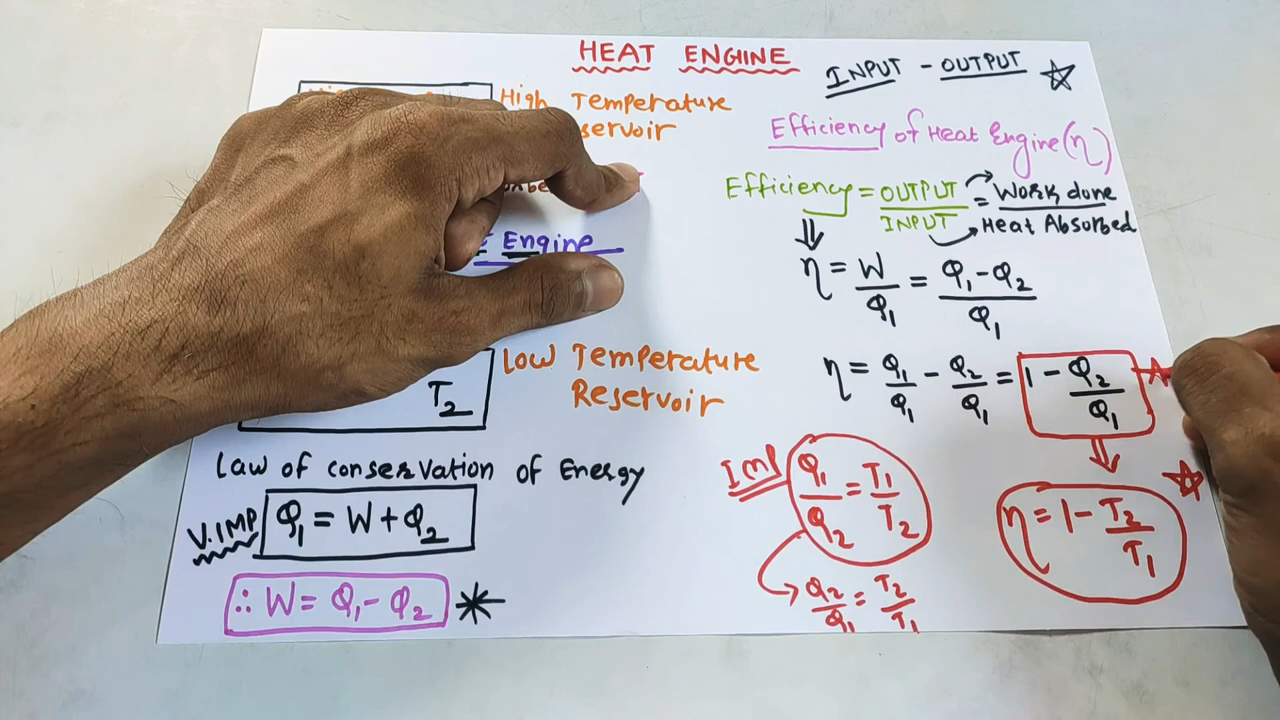 HEAT ENGINE
INPUT - OUTPUT
High Temperature
servoir
Engine
Low Temperature
Reservoir
T₂
Law of conservation of Energy
V.IMP Q₁ = W + Q₂
∴ W = Q₁ - Q₂
Efficiency of Heat Engine (η)
Efficiency = OUTPUT/INPUT = Work done/Heat Absorbed
η = W/Q₁ = Q₁-Q₂/Q₁
η = Q₁/Q₁ - Q₂/Q₁ = 1 - Q₂/Q₁
IMP Q₁/Q₂ = T₁/T₂
Q₂/Q₁ = T₂/T₁
η = 1 - T₂/T₁